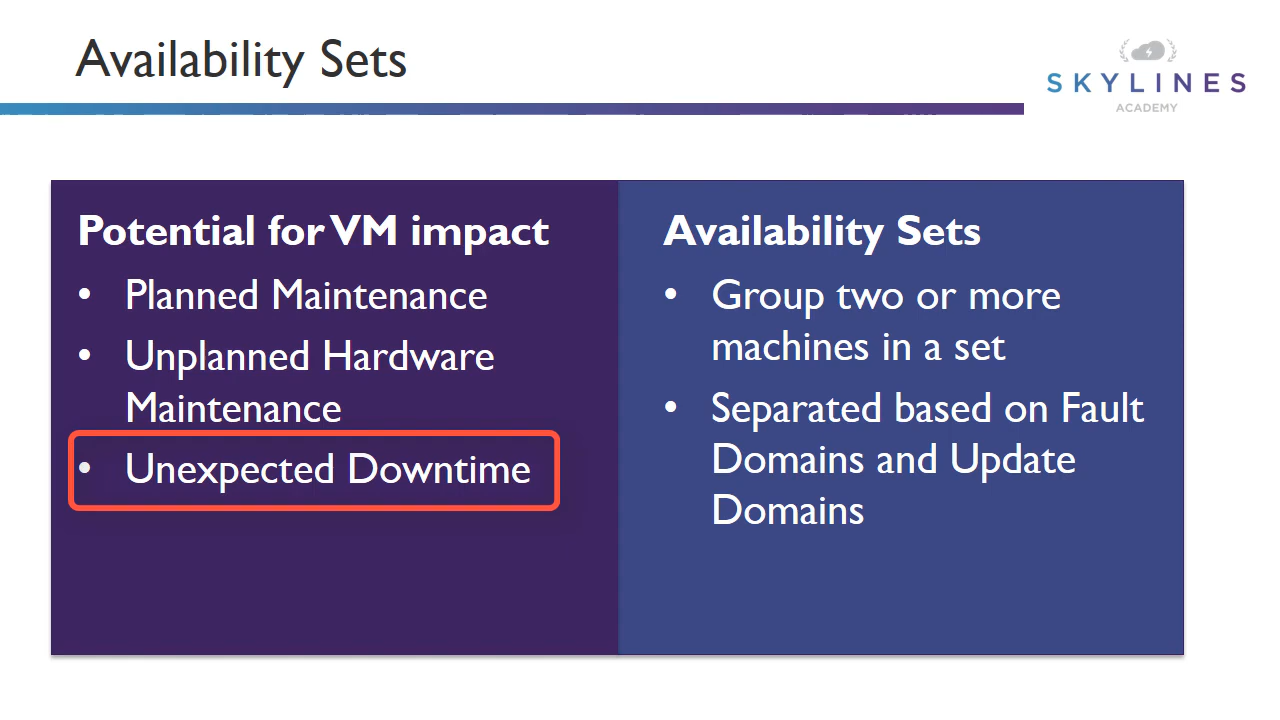 Availability Sets
SKYLINES
ACADEMY
Potential for VM impact
• Planned Maintenance
• Unplanned Hardware
Maintenance
• Unexpected Downtime
Availability Sets
• Group two or more
machines in a set
• Separated based on Fault
Domains and Update
Domains